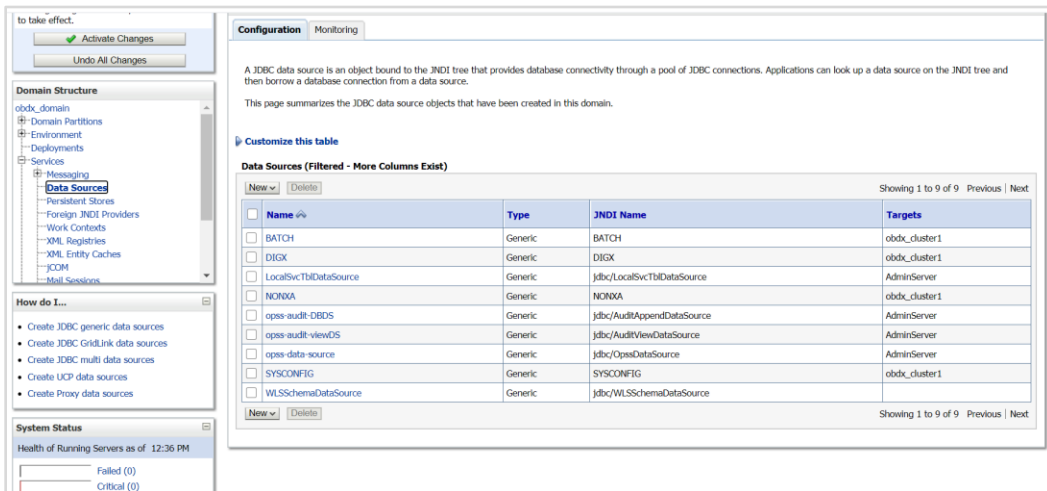 to take effect.
Activate Changes
Undo All Changes
Domain Structure
obdx_domain
Domain Partitions
Environment
Deployments
Services
Messaging
Data Sources
Persistent Stores
Foreign JNDI Providers
Work Contexts
XML Registries
XML Entity Caches
jCOM
Mail Sessions
How do I...
Create JDBC generic data sources
Create JDBC GridLink data sources
Create JDBC multi data sources
Create UCP data sources
Create Proxy data sources
System Status
Health of Running Servers as of 12:36 PM
Failed (0)
Critical (0)
Configuration Monitoring
A JDBC data source is an object bound to the JNDI tree that provides database connectivity through a pool of JDBC connections. Applications can look up a data source on the JNDI tree and
then borrow a database connection from a data source.
This page summarizes the JDBC data source objects that have been created in this domain.
Customize this table
Data Sources (Filtered - More Columns Exist)
New Delete Showing 1 to 9 of 9 Previous | Next
Name Type JNDI Name Targets
BATCH Generic BATCH obdx_cluster1
DIGX Generic DIGX obdx_cluster1
LocalSvcTblDataSource Generic jdbc/LocalSvcTblDataSource AdminServer
NONXA Generic NONXA obdx_cluster1
opss-audit-DBDS Generic jdbc/AuditAppendDataSource AdminServer
opss-audit-viewDS Generic jdbc/AuditViewDataSource AdminServer
opss-data-source Generic jdbc/OpssDataSource AdminServer
SYSCONFIG Generic SYSCONFIG obdx_cluster1
WLSSchemaDataSource Generic jdbc/WLSSchemaDataSource
New Delete Showing 1 to 9 of 9 Previous | Next